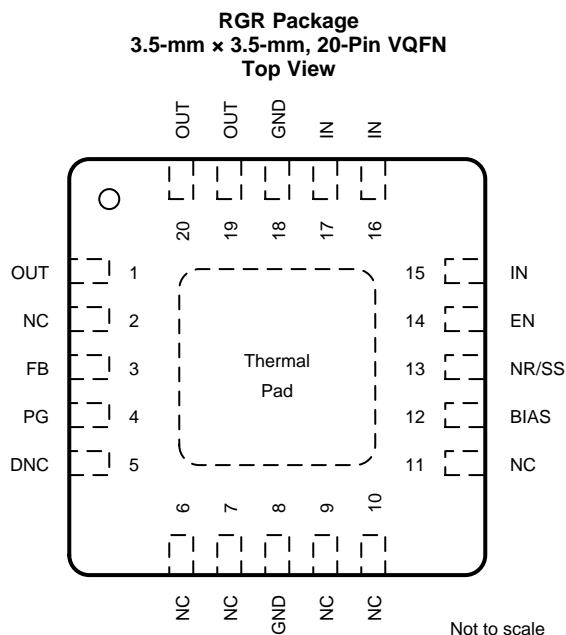 RGR Package
3.5-mm × 3.5-mm, 20-Pin VQFN
Top View
OUT OUT GND IN IN
20 19 18 17 16
OUT 1 15 IN
NC 2 14 EN
FB 3 Thermal 13 NR/SS
Pad
PG 4 12 BIAS
DNC 5 11 NC
6 7 8 9 10
NC NC GND NC NC
Not to scale